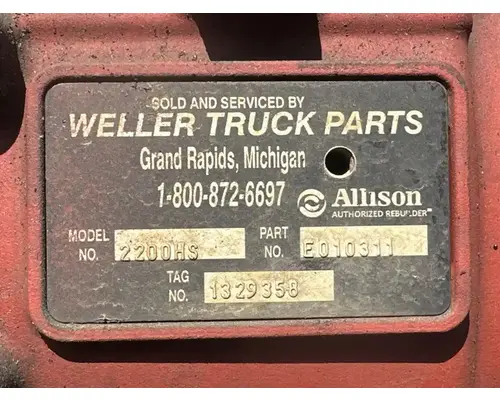 SOLD AND SERVICED BY
WELLER TRUCK PARTS
Grand Rapids, Michigan
1-800-872-6697
Allison
AUTHORIZED REBUILDER
MODEL NO. 2200HS PART NO. E010311
TAG NO. 1329358